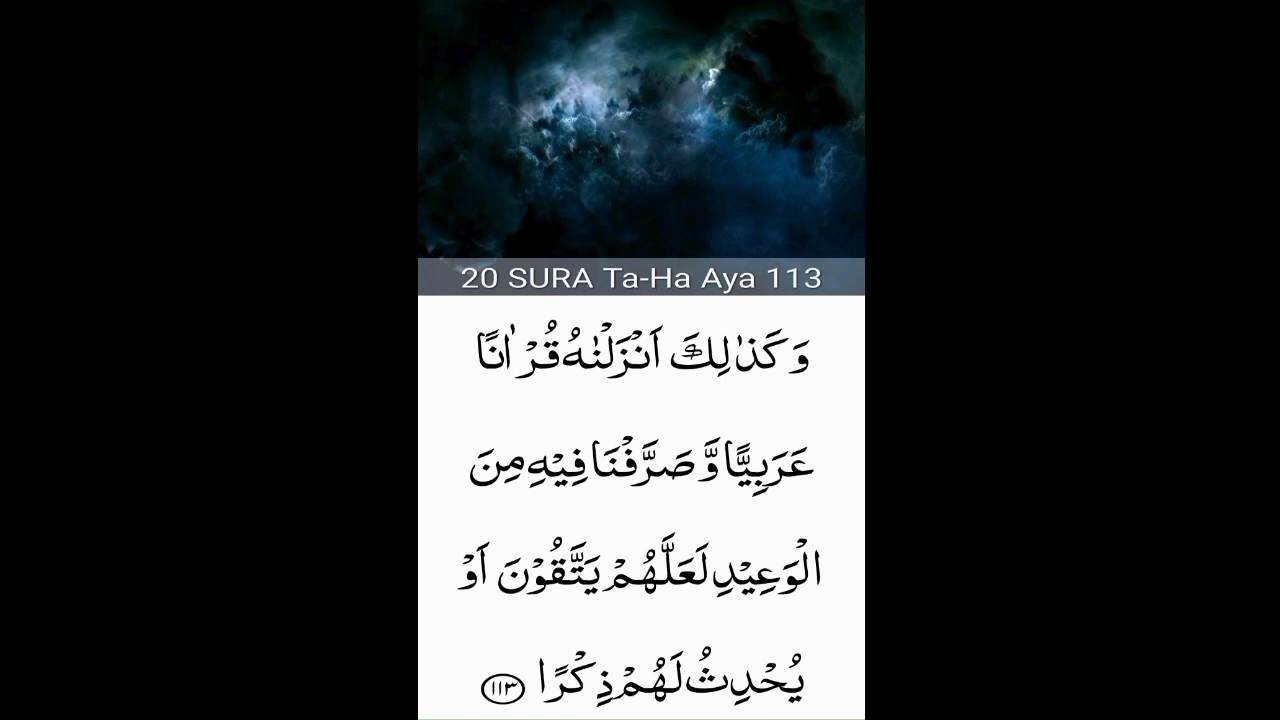 20 SURA Ta-Ha Aya 113
وَكَذٰلِكَ اَنْزَلْنٰهُ قُرْاٰنًا
عَرَبِيًّا وَّصَرَّفْنَا فِيْهِ مِنَ
الْوَعِيْدِ لَعَلَّهُمْ يَتَّقُوْنَ اَوْ
يُحْدِثُ لَهُمْ ذِكْرًا ١١٣